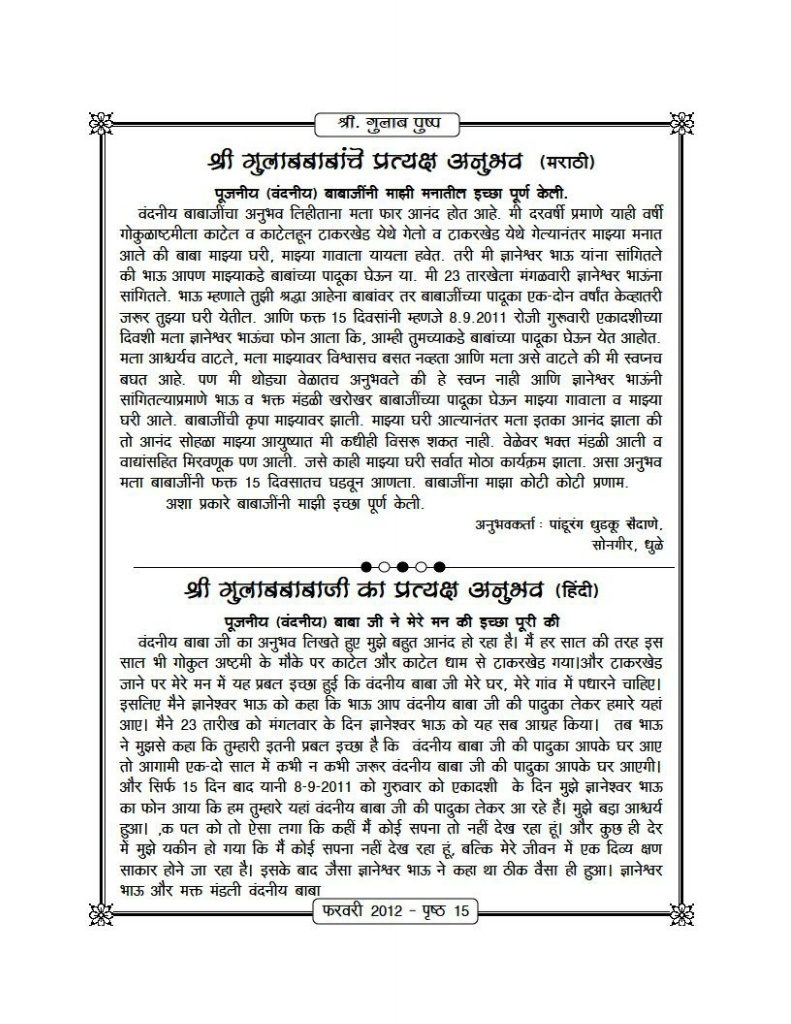 श्री. गुलाब पुष्प
श्री गुलाबबाबांचे प्रत्यक्ष अनुभव (मराठी)
पूजनीय (वंदनीय) बाबाजींनी माझी मनातील इच्छा पूर्ण केली.
वंदनीय बाबाजींचा अनुभव लिहीताना मला फार आनंद होत आहे. मी दरवर्षी प्रमाणे याही वर्षी
गोकुळाष्टमीला काटेल व काटेलहून टाकरखेड येथे गेलो व टाकरखेड येथे गेल्यानंतर माझ्या मनात
आले की बाबा माझ्या घरी, माझ्या गावाला यायला हवेत. तरी मी ज्ञानेश्वर भाऊ यांना सांगितले
की भाऊ आपण माझ्याकडे बाबांच्या पादूका घेऊन या. मी 23 तारखेला मंगळवारी ज्ञानेश्वर भाऊंना
सांगितले. भाऊ म्हणाले तुझी श्रद्धा आहेना बाबांवर तर बाबाजींच्या पादूका एक-दोन वर्षांत केव्हातरी
जरूर तुझ्या घरी येतील. आणि फक्त 15 दिवसांनी म्हणजे 8.9.2011 रोजी गुरूवारी एकादशीच्या
दिवशी मला ज्ञानेश्वर भाऊंचा फोन आला कि, आम्ही तुमच्याकडे बाबांच्या पादूका घेऊन येत आहोत.
मला आश्चर्यच वाटले, मला माझ्यावर विश्वासच बसत नव्हता आणि मला असे वाटले की मी स्वप्नच
बघत आहे. पण मी थोड्या वेळातच अनुभवले की हे स्वप्न नाही आणि ज्ञानेश्वर भाऊंनी
सांगितल्याप्रमाणे भाऊ व भक्त मंडळी खरोखर बाबाजींच्या पादूका घेऊन माझ्या गावाला व माझ्या
घरी आले. बाबाजींची कृपा माझ्यावर झाली. माझ्या घरी आल्यानंतर मला इतका आनंद झाला की
तो आनंद सोहळा माझ्या आयुष्यात मी कधीही विसरू शकत नाही. वेळेवर भक्त मंडळी आली व
वाद्यांसहित मिरवणूक पण आली. जसे काही माझ्या घरी सर्वात मोठा कार्यक्रम झाला. असा अनुभव
मला बाबाजींनी फक्त 15 दिवसातच घडवून आणला. बाबाजींना माझा कोटी कोटी प्रणाम.
अशा प्रकारे बाबाजींनी माझी इच्छा पूर्ण केली.
अनुभवकर्ता : पांडूरंग धुडकू सैदाणे,
सोनगीर, धुळे
श्री गुलाबबाबाजी का प्रत्यक्ष अनुभव (हिंदी)
पूजनीय (वंदनीय) बाबा जी ने मेरे मन की इच्छा पूरी की
वंदनीय बाबा जी का अनुभव लिखते हुए मुझे बहुत आनंद हो रहा है। मैं हर साल की तरह इस
साल भी गोकुल अष्टमी के मौके पर काटेल और काटेल धाम से टाकरखेड गया।और टाकरखेड
जाने पर मेरे मन में यह प्रबल इच्छा हुई कि वंदनीय बाबा जी मेरे घर, मेरे गांव में पधारने चाहिए।
इसलिए मैने ज्ञानेश्वर भाऊ को कहा कि भाऊ आप वंदनीय बाबा जी की पादुका लेकर हमारे यहां
आए। मैने 23 तारीख को मंगलवार के दिन ज्ञानेश्वर भाऊ को यह सब आग्रह किया। तब भाऊ
ने मुझसे कहा कि तुम्हारी इतनी प्रबल इच्छा है कि वंदनीय बाबा जी की पादुका आपके घर आए
तो आगामी एक-दो साल में कभी न कभी जरूर वंदनीय बाबा जी की पादुका आपके घर आएगी।
और सिर्फ 15 दिन बाद यानी 8-9-2011 को गुरुवार को एकादशी के दिन मुझे ज्ञानेश्वर भाऊ
का फोन आया कि हम तुम्हारे यहां वंदनीय बाबा जी की पादुका लेकर आ रहे हैं। मुझे बड़ा आश्चर्य
हुआ। ,क पल को तो ऐसा लगा कि कहीं मैं कोई सपना तो नहीं देख रहा हूं। और कुछ ही देर
में मुझे यकीन हो गया कि मैं कोई सपना नहीं देख रहा हूं, बल्कि मेरे जीवन में एक दिव्य क्षण
साकार होने जा रहा है। इसके बाद जैसा ज्ञानेश्वर भाऊ ने कहा था ठीक वैसा ही हुआ। ज्ञानेश्वर
भाऊ और मक्त मंडली वंदनीय बाबा
फरवरी 2012 - पृष्ठ 15